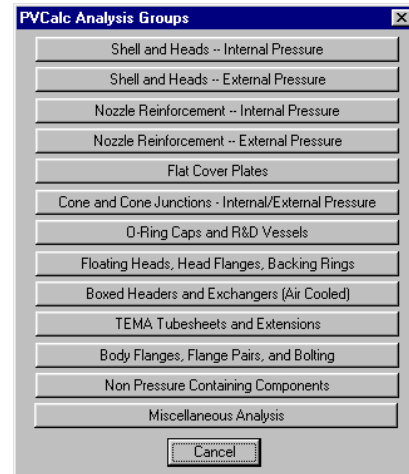 PVCalc Analysis Groups
Shell and Heads -- Internal Pressure
Shell and Heads -- External Pressure
Nozzle Reinforcement -- Internal Pressure
Nozzle Reinforcement -- External Pressure
Flat Cover Plates
Cone and Cone Junctions - Internal/External Pressure
O-Ring Caps and R&D Vessels
Floating Heads, Head Flanges, Backing Rings
Boxed Headers and Exchangers (Air Cooled)
TEMA Tubesheets and Extensions
Body Flanges, Flange Pairs, and Bolting
Non Pressure Containing Components
Miscellaneous Analysis
Cancel